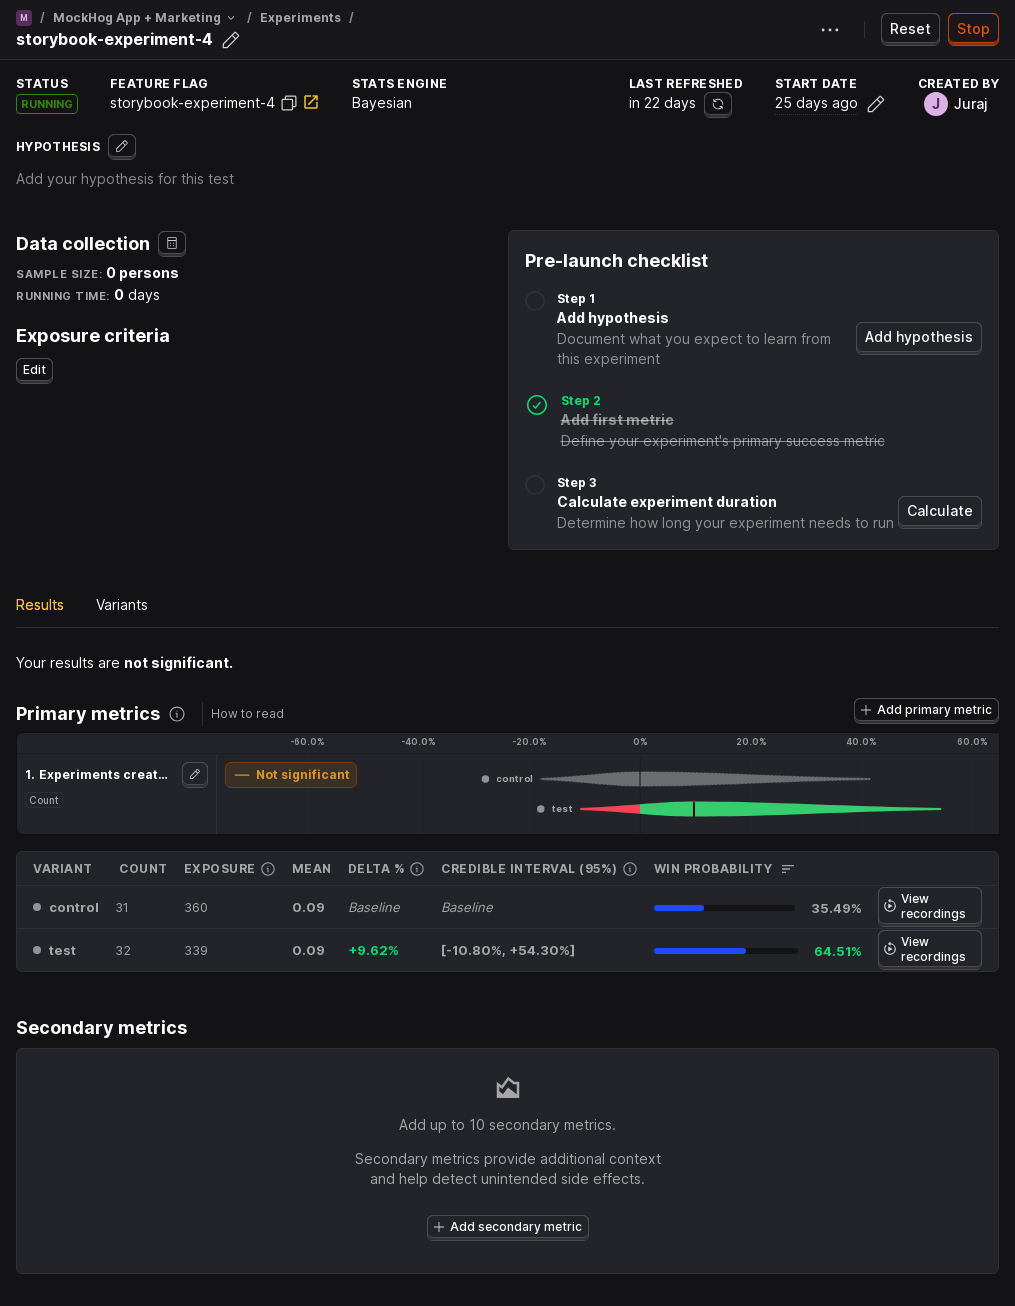 M / MockHog App + Marketing / Experiments /
storybook-experiment-4
Reset
Stop
STATUS
RUNNING
FEATURE FLAG
storybook-experiment-4
STATS ENGINE
Bayesian
LAST REFRESHED
in 22 days
START DATE
25 days ago
CREATED BY
J Juraj
HYPOTHESIS
Add your hypothesis for this test
Data collection
SAMPLE SIZE: 0 persons
RUNNING TIME: 0 days
Exposure criteria
Edit
Pre-launch checklist
Step 1
Add hypothesis
Document what you expect to learn from
this experiment
Add hypothesis
Step 2
Add first metric
Define your experiment's primary success metric
Step 3
Calculate experiment duration
Determine how long your experiment needs to run
Calculate
Results Variants
Your results are not significant.
Primary metrics How to read
Add primary metric
-60.0% -40.0% -20.0% 0% 20.0% 40.0% 60.0%
1. Experiments creat...
Count
Not significant
control
test
VARIANT COUNT EXPOSURE MEAN DELTA % CREDIBLE INTERVAL (95%) WIN PROBABILITY
control 31 360 0.09 Baseline Baseline 35.49% View
recordings
test 32 339 0.09 +9.62% [-10.80%, +54.30%] 64.51% View
recordings
Secondary metrics
Add up to 10 secondary metrics.
Secondary metrics provide additional context
and help detect unintended side effects.
Add secondary metric